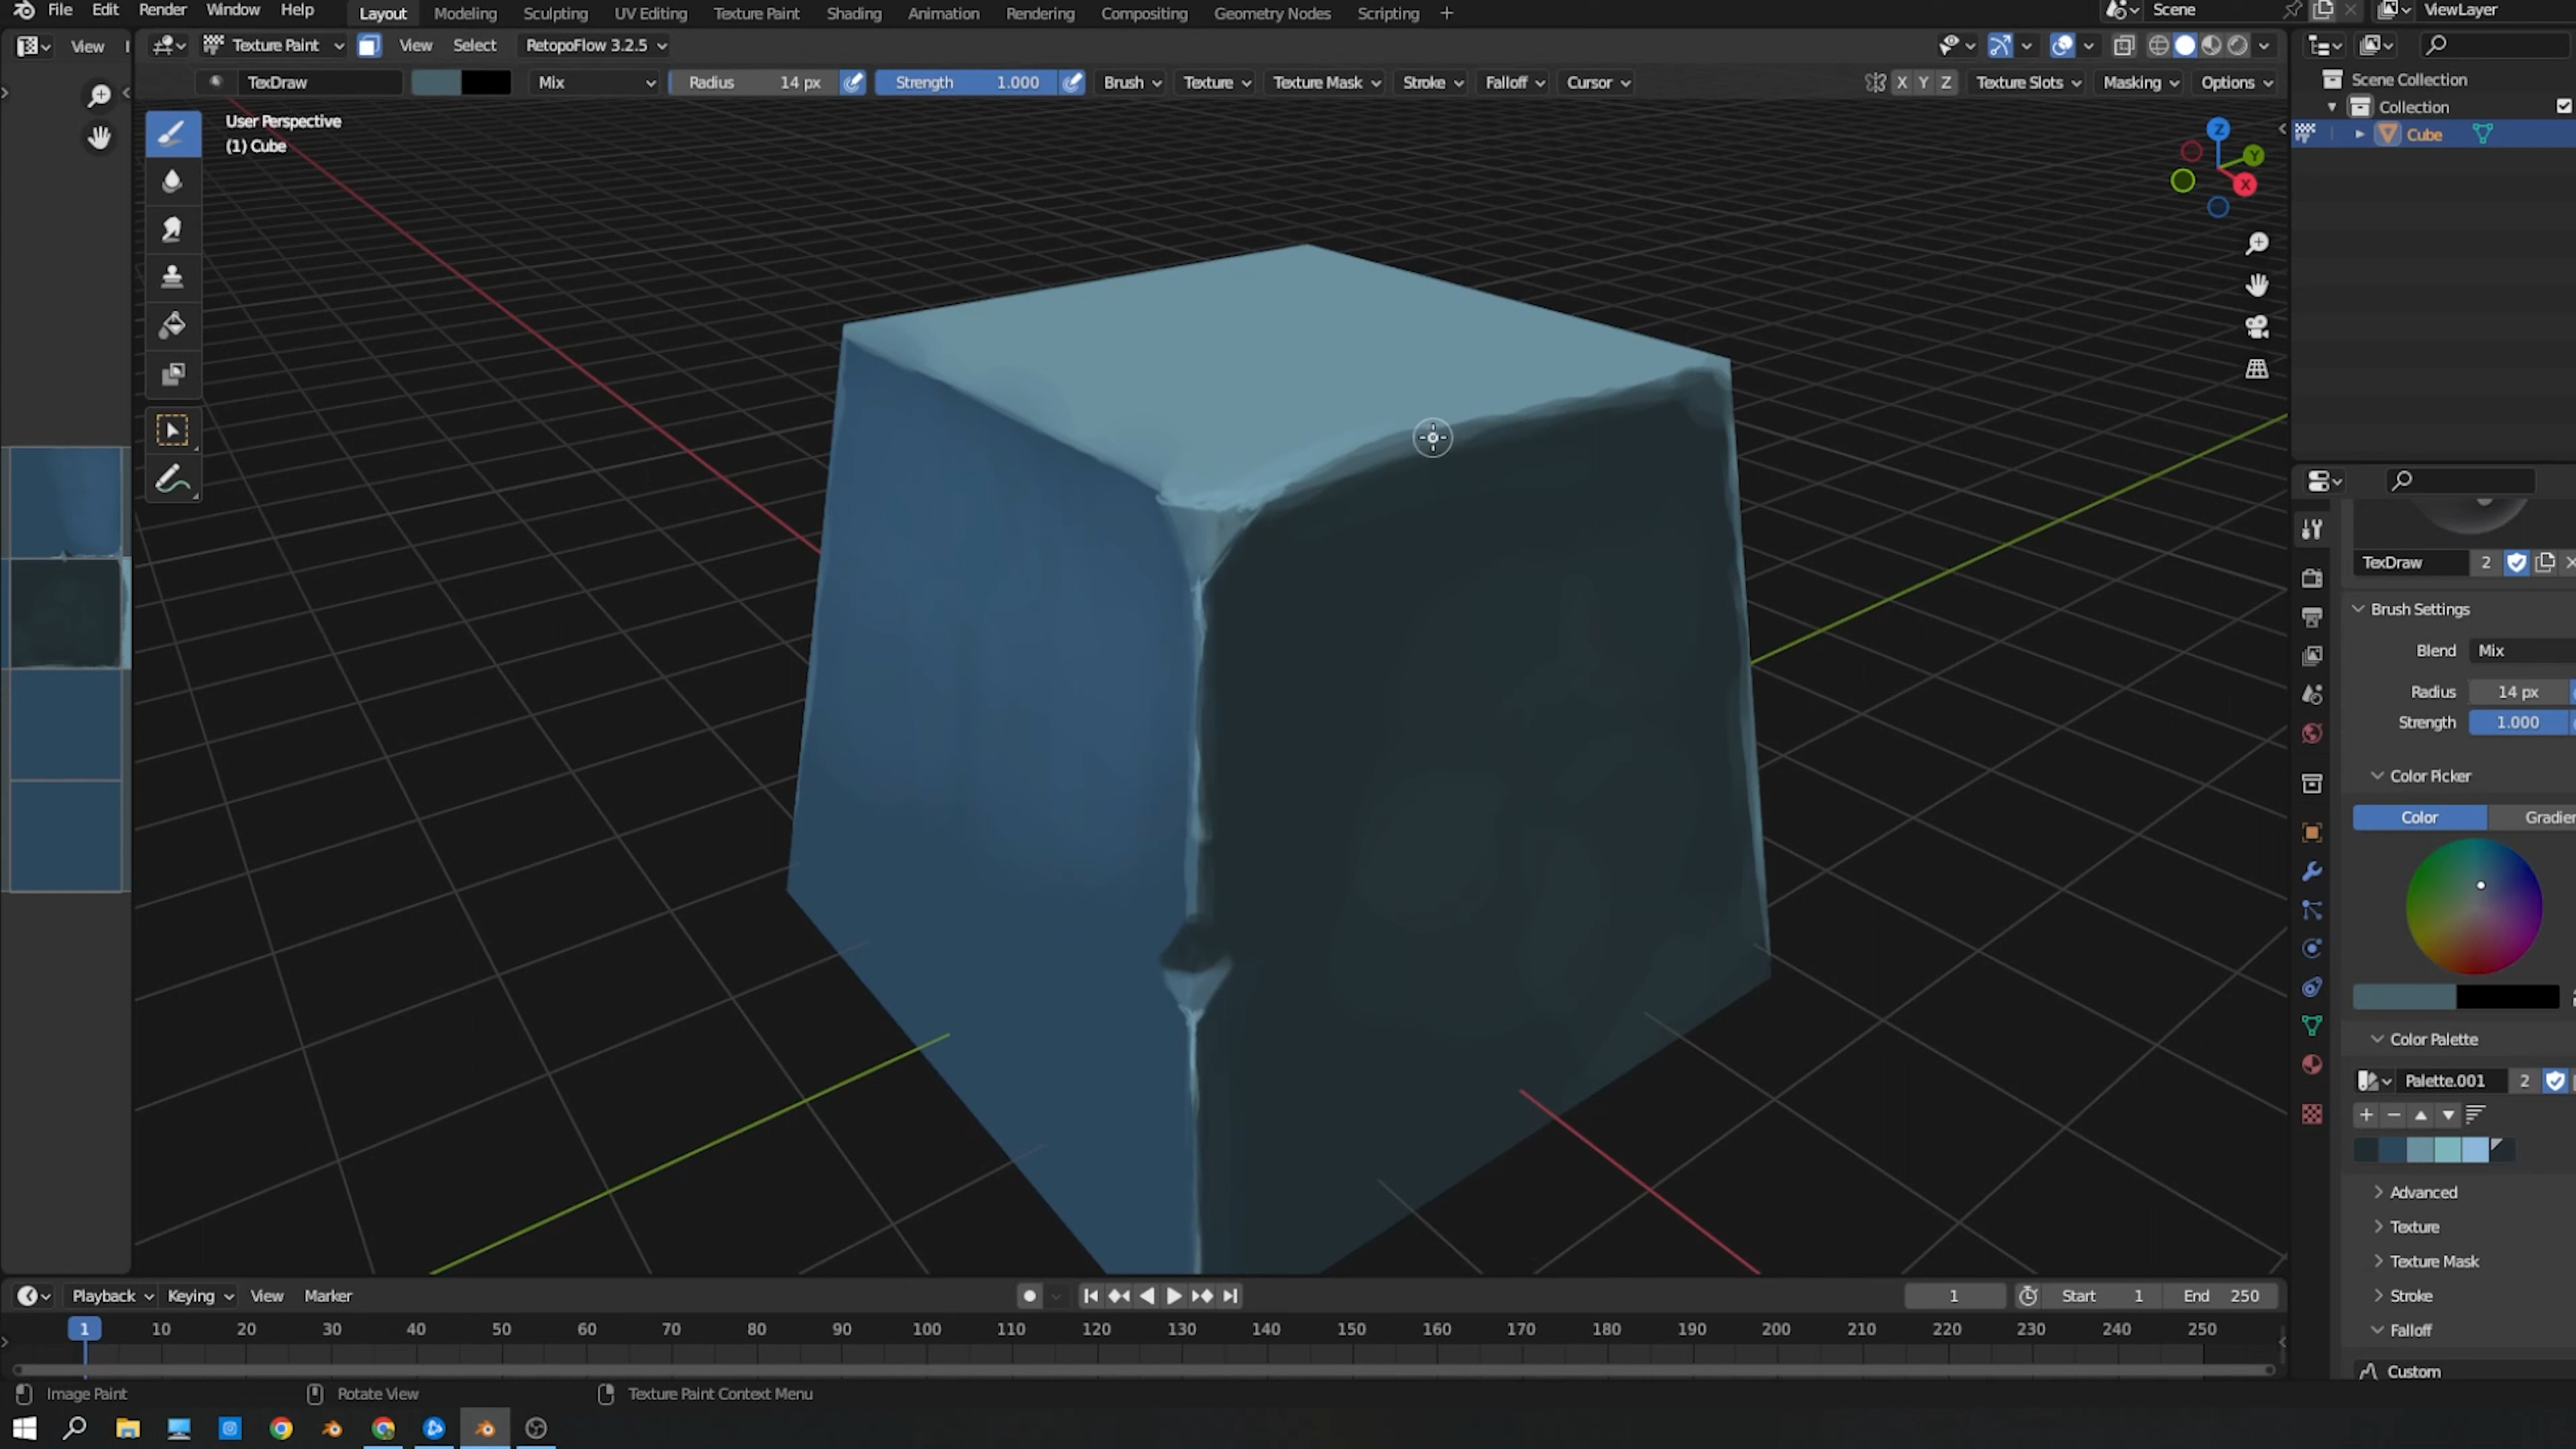 File Edit Render Window Help Layout Modeling Sculpting UV Editing Texture Paint Shading Animation Rendering Compositing Geometry Nodes Scripting + Scene ViewLayer
View Texture Paint View Select RetopoFlow 3.2.5
TexDraw Mix Radius 14 px Strength 1.000 Brush Texture Texture Mask Stroke Falloff Cursor X Y Z Texture Slots Masking Options
Scene Collection
Collection
Cube
User Perspective
(1) Cube
Z
Y
X
TexDraw 2
Brush Settings
Blend Mix
Radius 14 px
Strength 1.000
Color Picker
Color Gradien
Color Palette
Palette.001 2
Advanced
Texture
Texture Mask
Stroke
Falloff
Custom
Playback Keying View Marker 1 Start 1 End 250
1 10 20 30 40 50 60 70 80 90 100 110 120 130 140 150 160 170 180 190 200 210 220 230 240 250
Image Paint Rotate View Texture Paint Context Menu